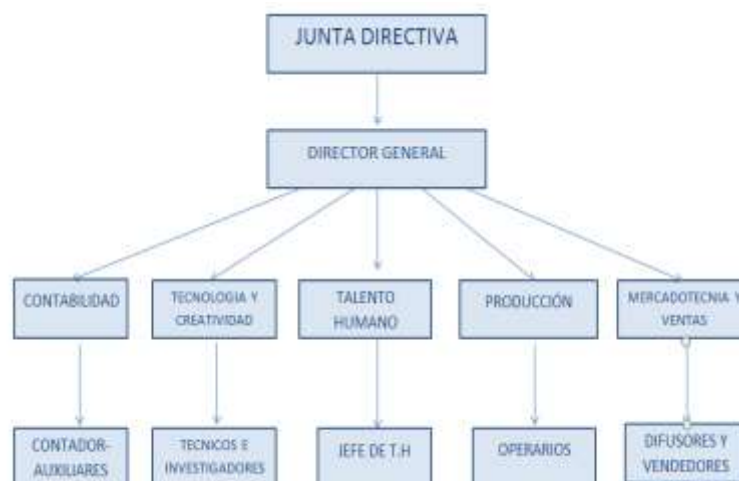 JUNTA DIRECTIVA
DIRECTOR GENERAL
CONTABILIDAD
TECNOLOGIA Y
CREATIVIDAD
TALENTO
HUMANO
PRODUCCIÓN
MERCADOTECNIA Y
VENTAS
CONTADOR-
AUXILIARES
TECNICOS E
INVESTIGADORES
JEFE DE T.H
OPERARIOS
DIFUSORES Y
VENDEDORES